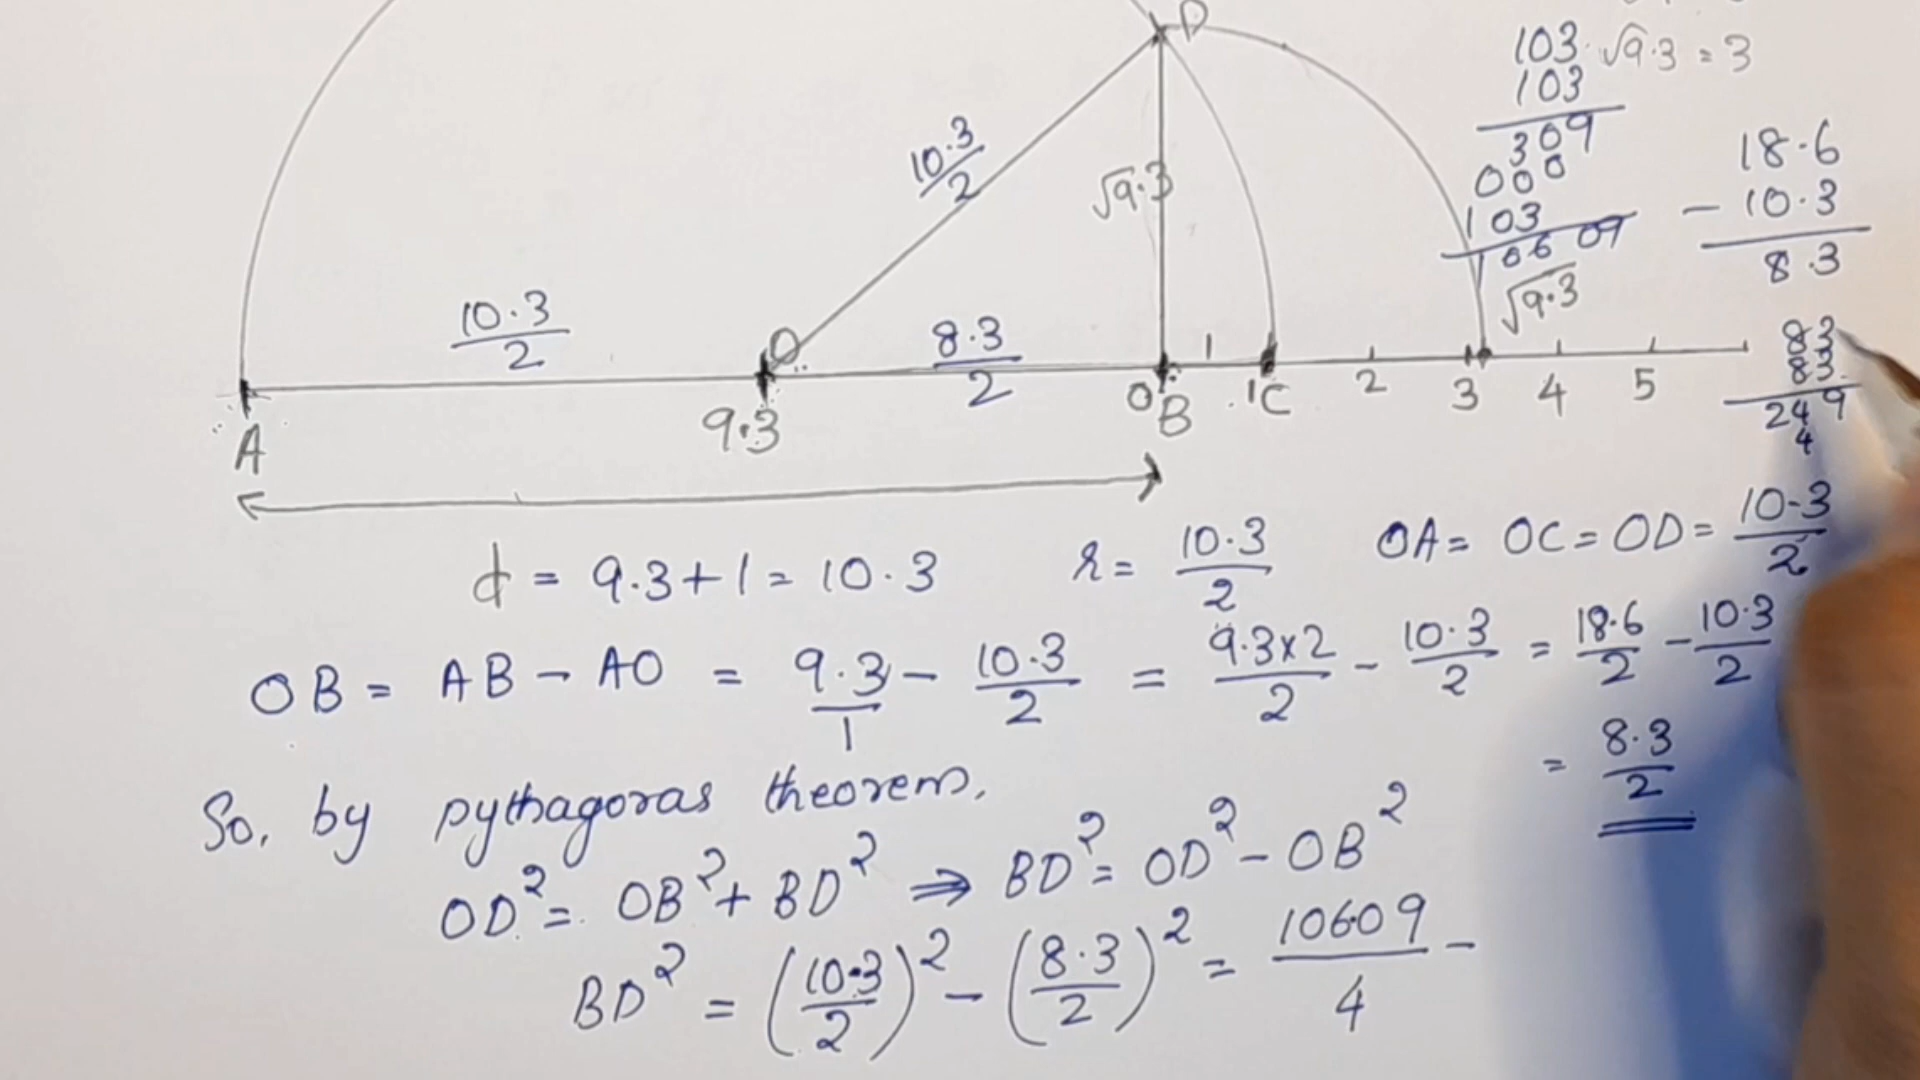 D
103 √9.3 = 3
103
309
000
103
10609
18.6
- 10.3
8.3
10.3/2
√9.3
√9.3
83
83
249
4
10.3/2
O
8.3/2
1
A
9.3
0
B
1C
2
3
4
5
d = 9.3+1 = 10.3
r = 10.3/2
OA = OC = OD = 10.3/2
OB = AB - AO = 9.3/1 - 10.3/2 = 9.3×2/2 - 10.3/2 = 18.6/2 - 10.3/2
= 8.3/2
So, by pythagoras theorem,
OD² = OB² + BD² ⇒ BD² = OD² - OB²
BD² = (10.3/2)² - (8.3/2)² = 106.09/4 -